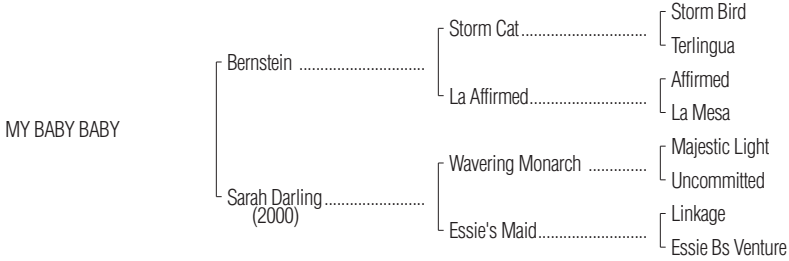 Storm Bird
Storm Cat..............................
Terlingua
Bernstein ..............................
Affirmed
La Affirmed............................
La Mesa
MY BABY BABY
Majestic Light
Wavering Monarch ..............
Uncommitted
Sarah Darling........................
(2000)
Linkage
Essie's Maid..........................
Essie Bs Venture